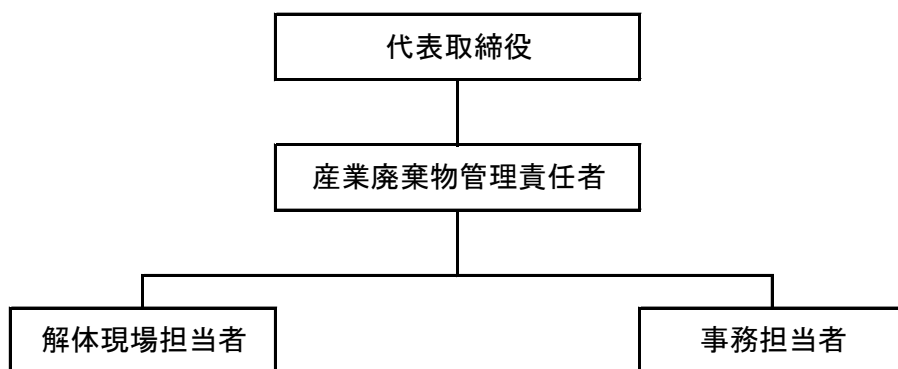 代表取締役
産業廃棄物管理責任者
解体現場担当者
事務担当者